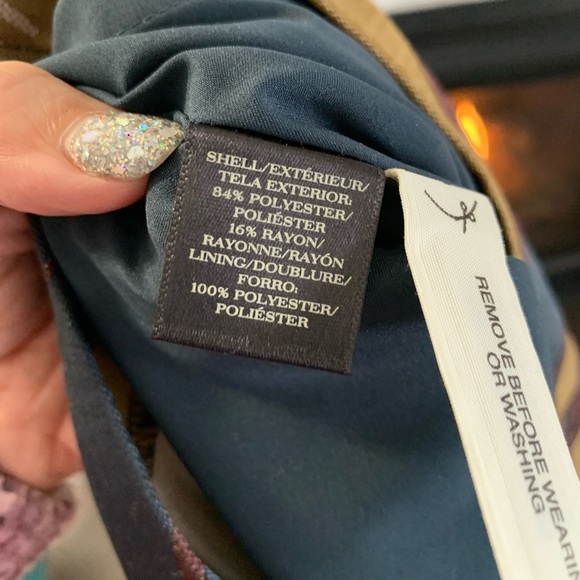 SHELL/EXTÉRIEUR/
TELA EXTERIOR:
84% POLYESTER/
POLIÉSTER
16% RAYON/
RAYONNE/RAYÓN
LINING/DOUBLURE/
FORRO:
100% POLYESTER/
POLIÉSTER
REMOVE BEFORE WEARIN
OR WASHING